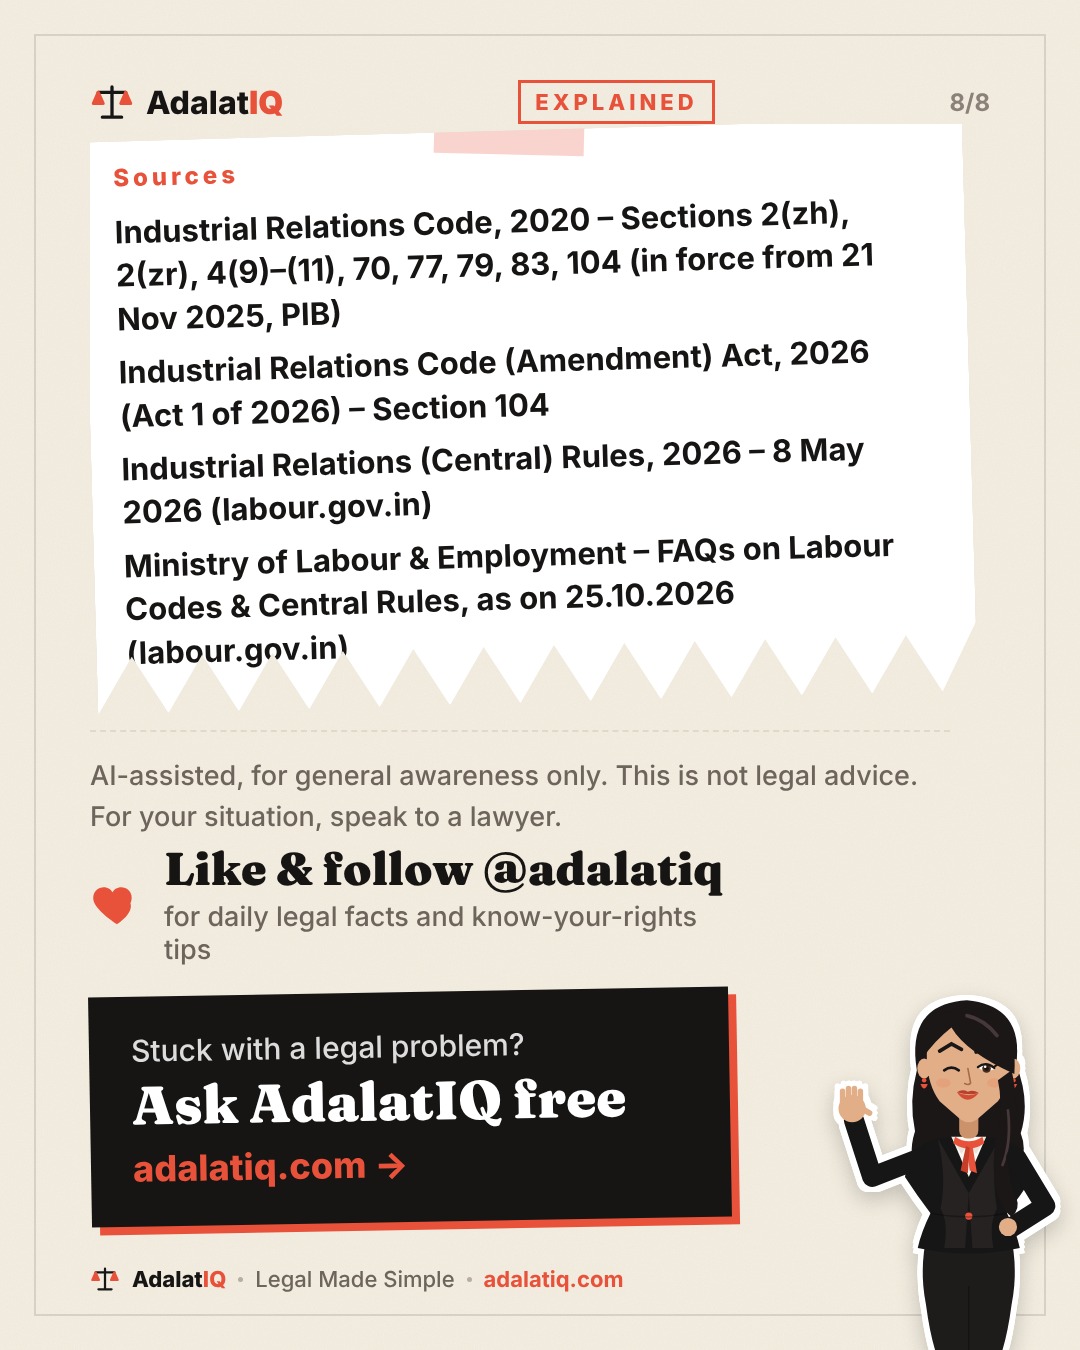 AdalatIQ
EXPLAINED
8/8
Sources
Industrial Relations Code, 2020 – Sections 2(zh),
2(zr), 4(9)–(11), 70, 77, 79, 83, 104 (in force from 21
Nov 2025, PIB)
Industrial Relations Code (Amendment) Act, 2026
(Act 1 of 2026) – Section 104
Industrial Relations (Central) Rules, 2026 – 8 May
2026 (labour.gov.in)
Ministry of Labour & Employment – FAQs on Labour
Codes & Central Rules, as on 25.10.2026
(labour.gov.in)
AI-assisted, for general awareness only. This is not legal advice.
For your situation, speak to a lawyer.
Like & follow @adalatiq
for daily legal facts and know-your-rights
tips
Stuck with a legal problem?
Ask AdalatIQ free
adalatiq.com →
AdalatIQ • Legal Made Simple • adalatiq.com